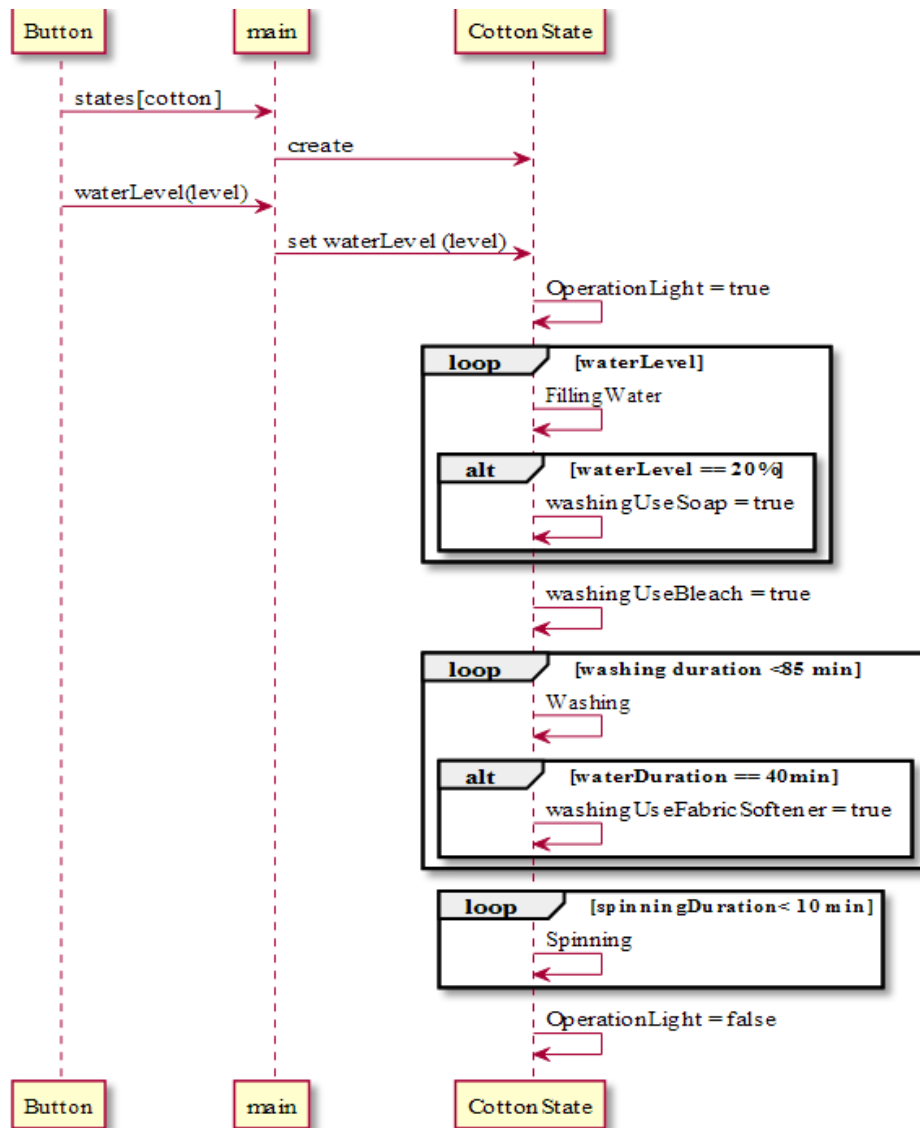 Button main Cotton State
states[cotton]
create
waterLevel(level)
set waterLevel (level)
OperationLight = true
loop [waterLevel]
FillingWater
alt [waterLevel == 20%]
washingUseSoap = true
washingUseBleach = true
loop [washing duration <85 min]
Washing
alt [waterDuration == 40min]
washingUseFabricSoftener = true
loop [spinningDuration< 10 min]
Spinning
OperationLight = false
Button main Cotton State